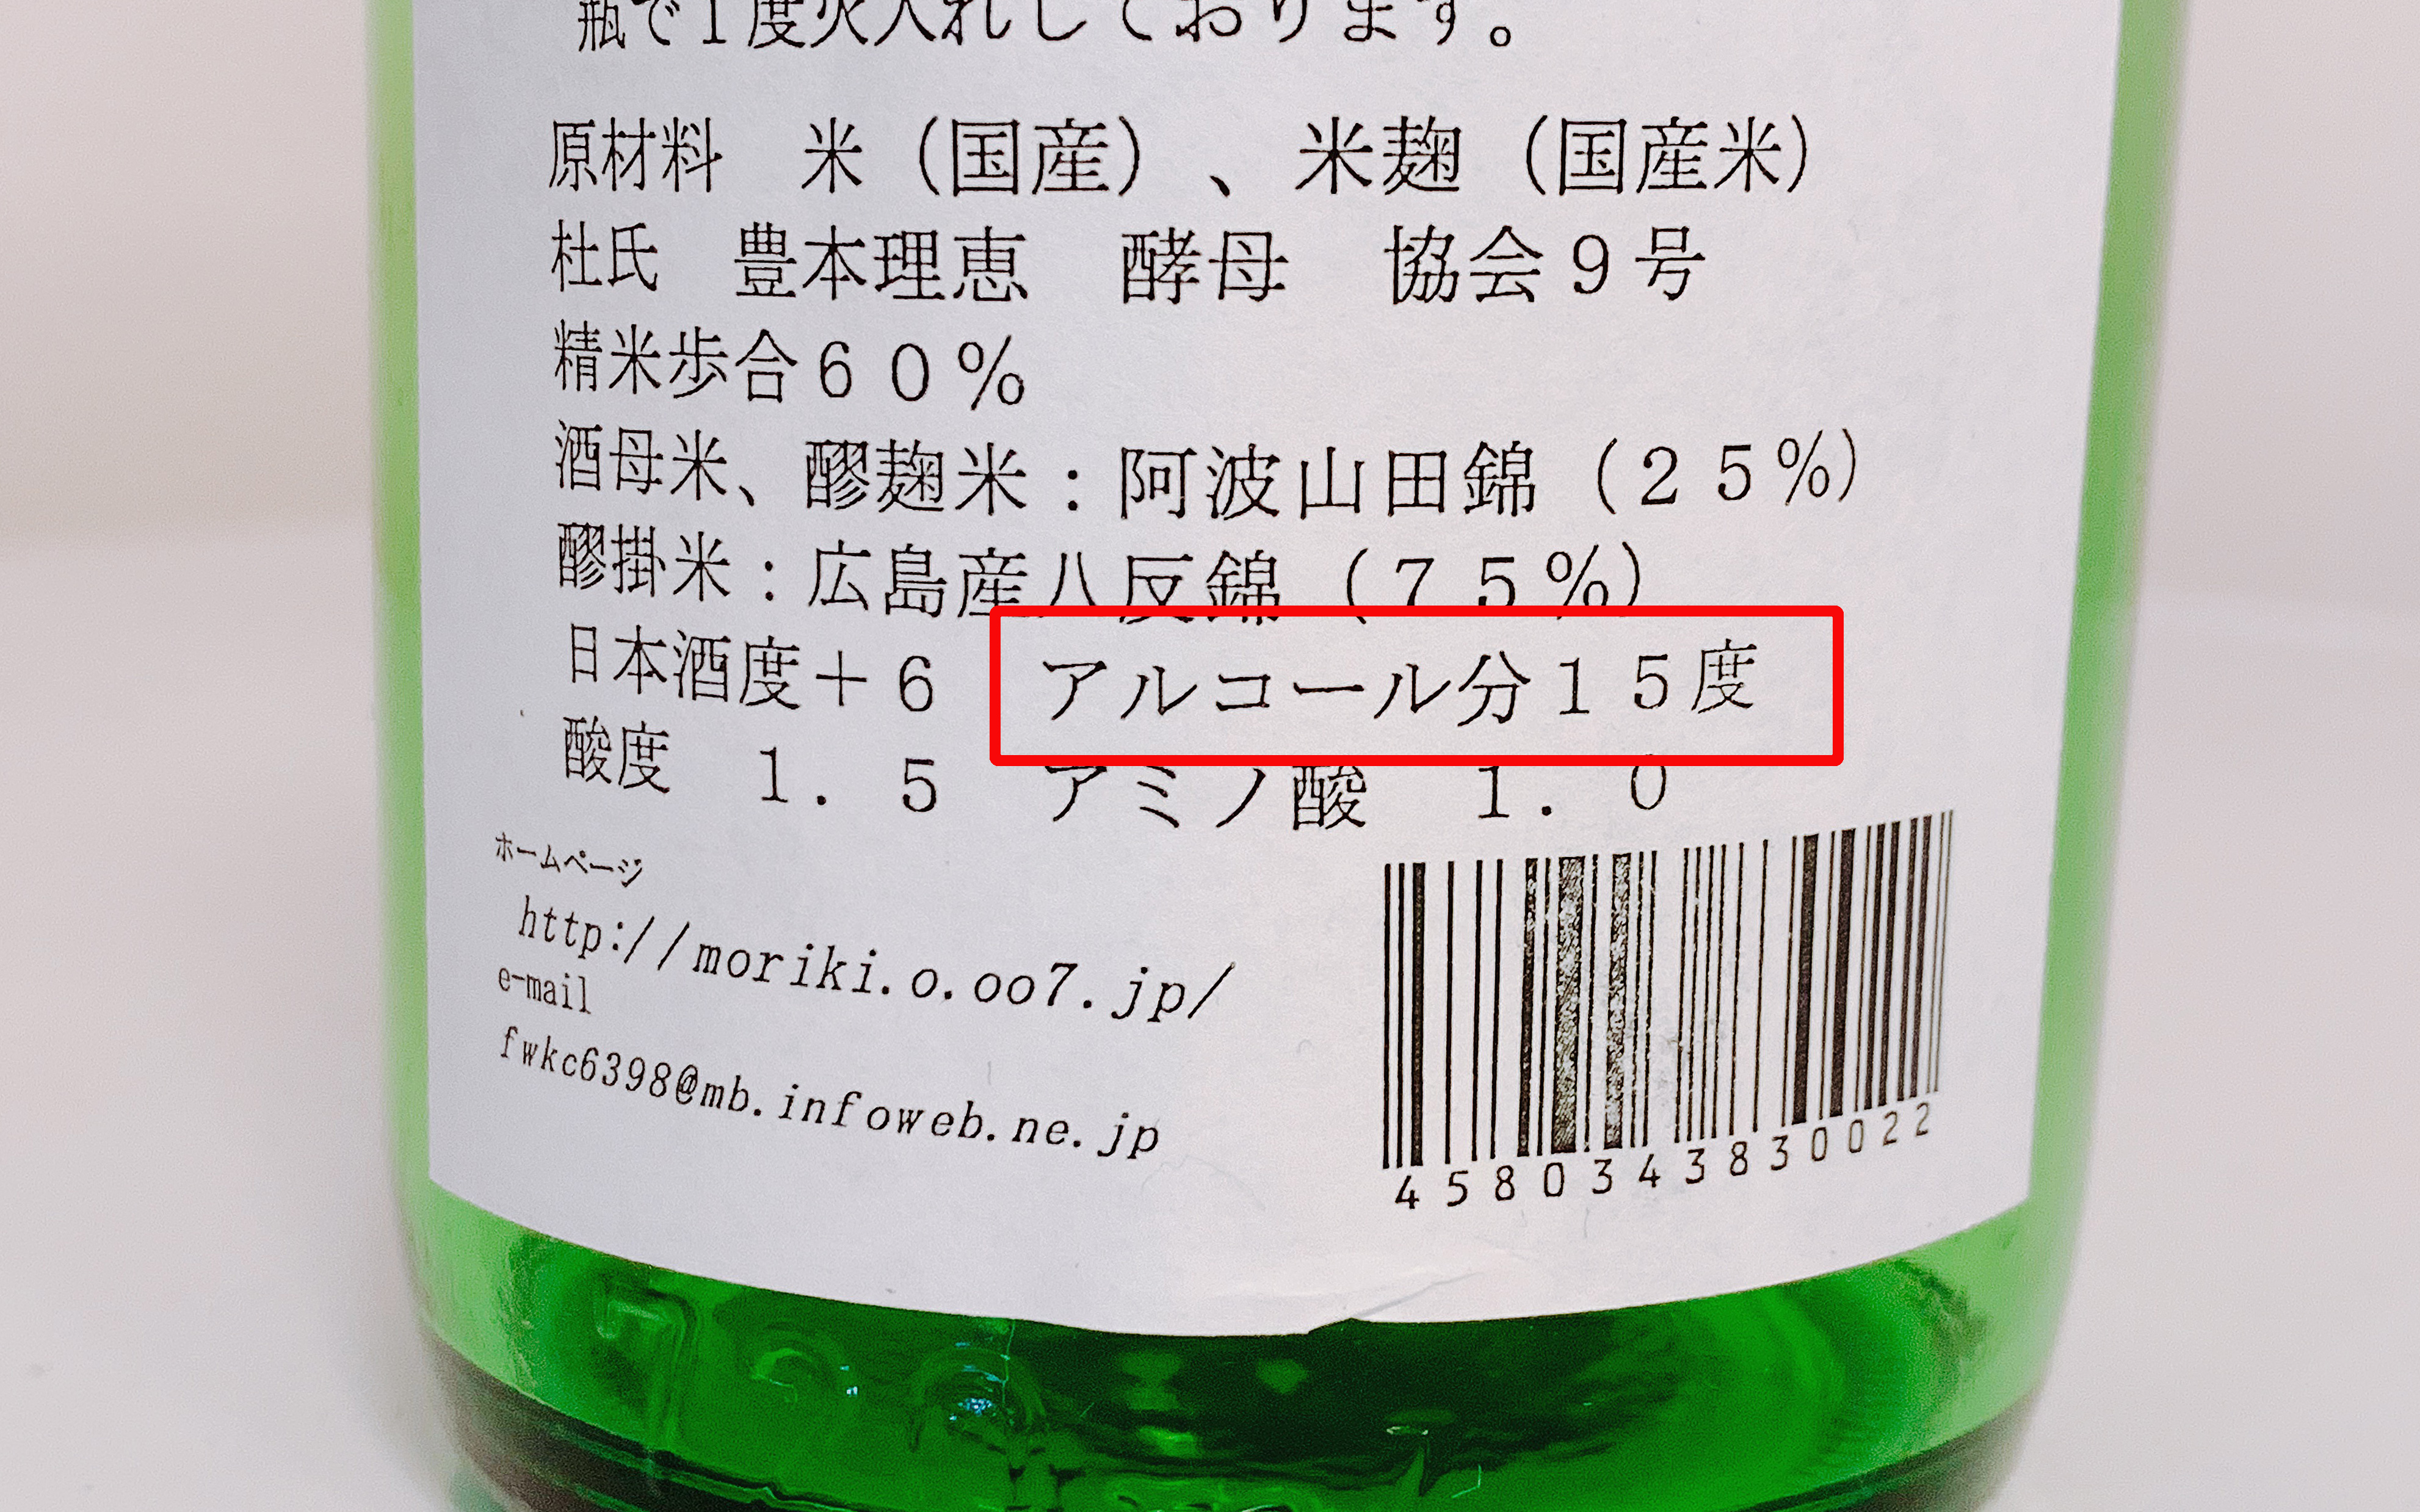 瓶で1度火入れしております。
原材料　米（国産）、米麹（国産米）
杜氏　豊本理恵　酵母　協会9号
精米歩合60%
酒母米、醪麹米：阿波山田錦（25%）
醪掛米：広島産八反錦（75%）
日本酒度＋6　アルコール分15度
酸度　1.5　アミノ酸　1.0
ホームページ
http://moriki.o.oo7.jp/
e-mail
fwkc6398@mb.infoweb.ne.jp
4580343830022